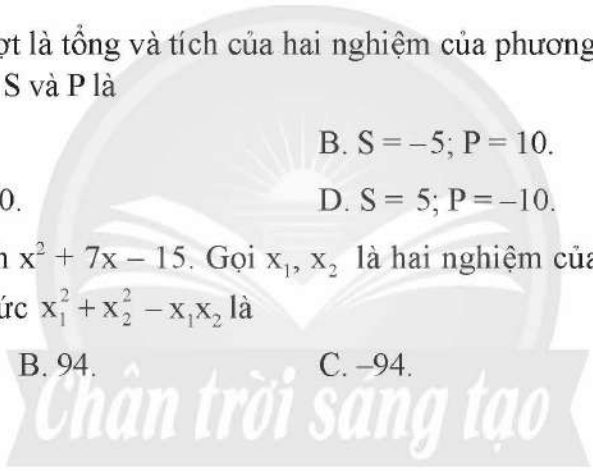 ợt là tổng và tích của hai nghiệm của phương
S và P là
B. S = –5; P = 10.
0. D. S = 5; P = –10.
x² + 7x – 15. Gọi x₁, x₂ là hai nghiệm của
ức x₁² + x₂² – x₁x₂ là
B. 94. C. –94.
Chân trời sáng tạo